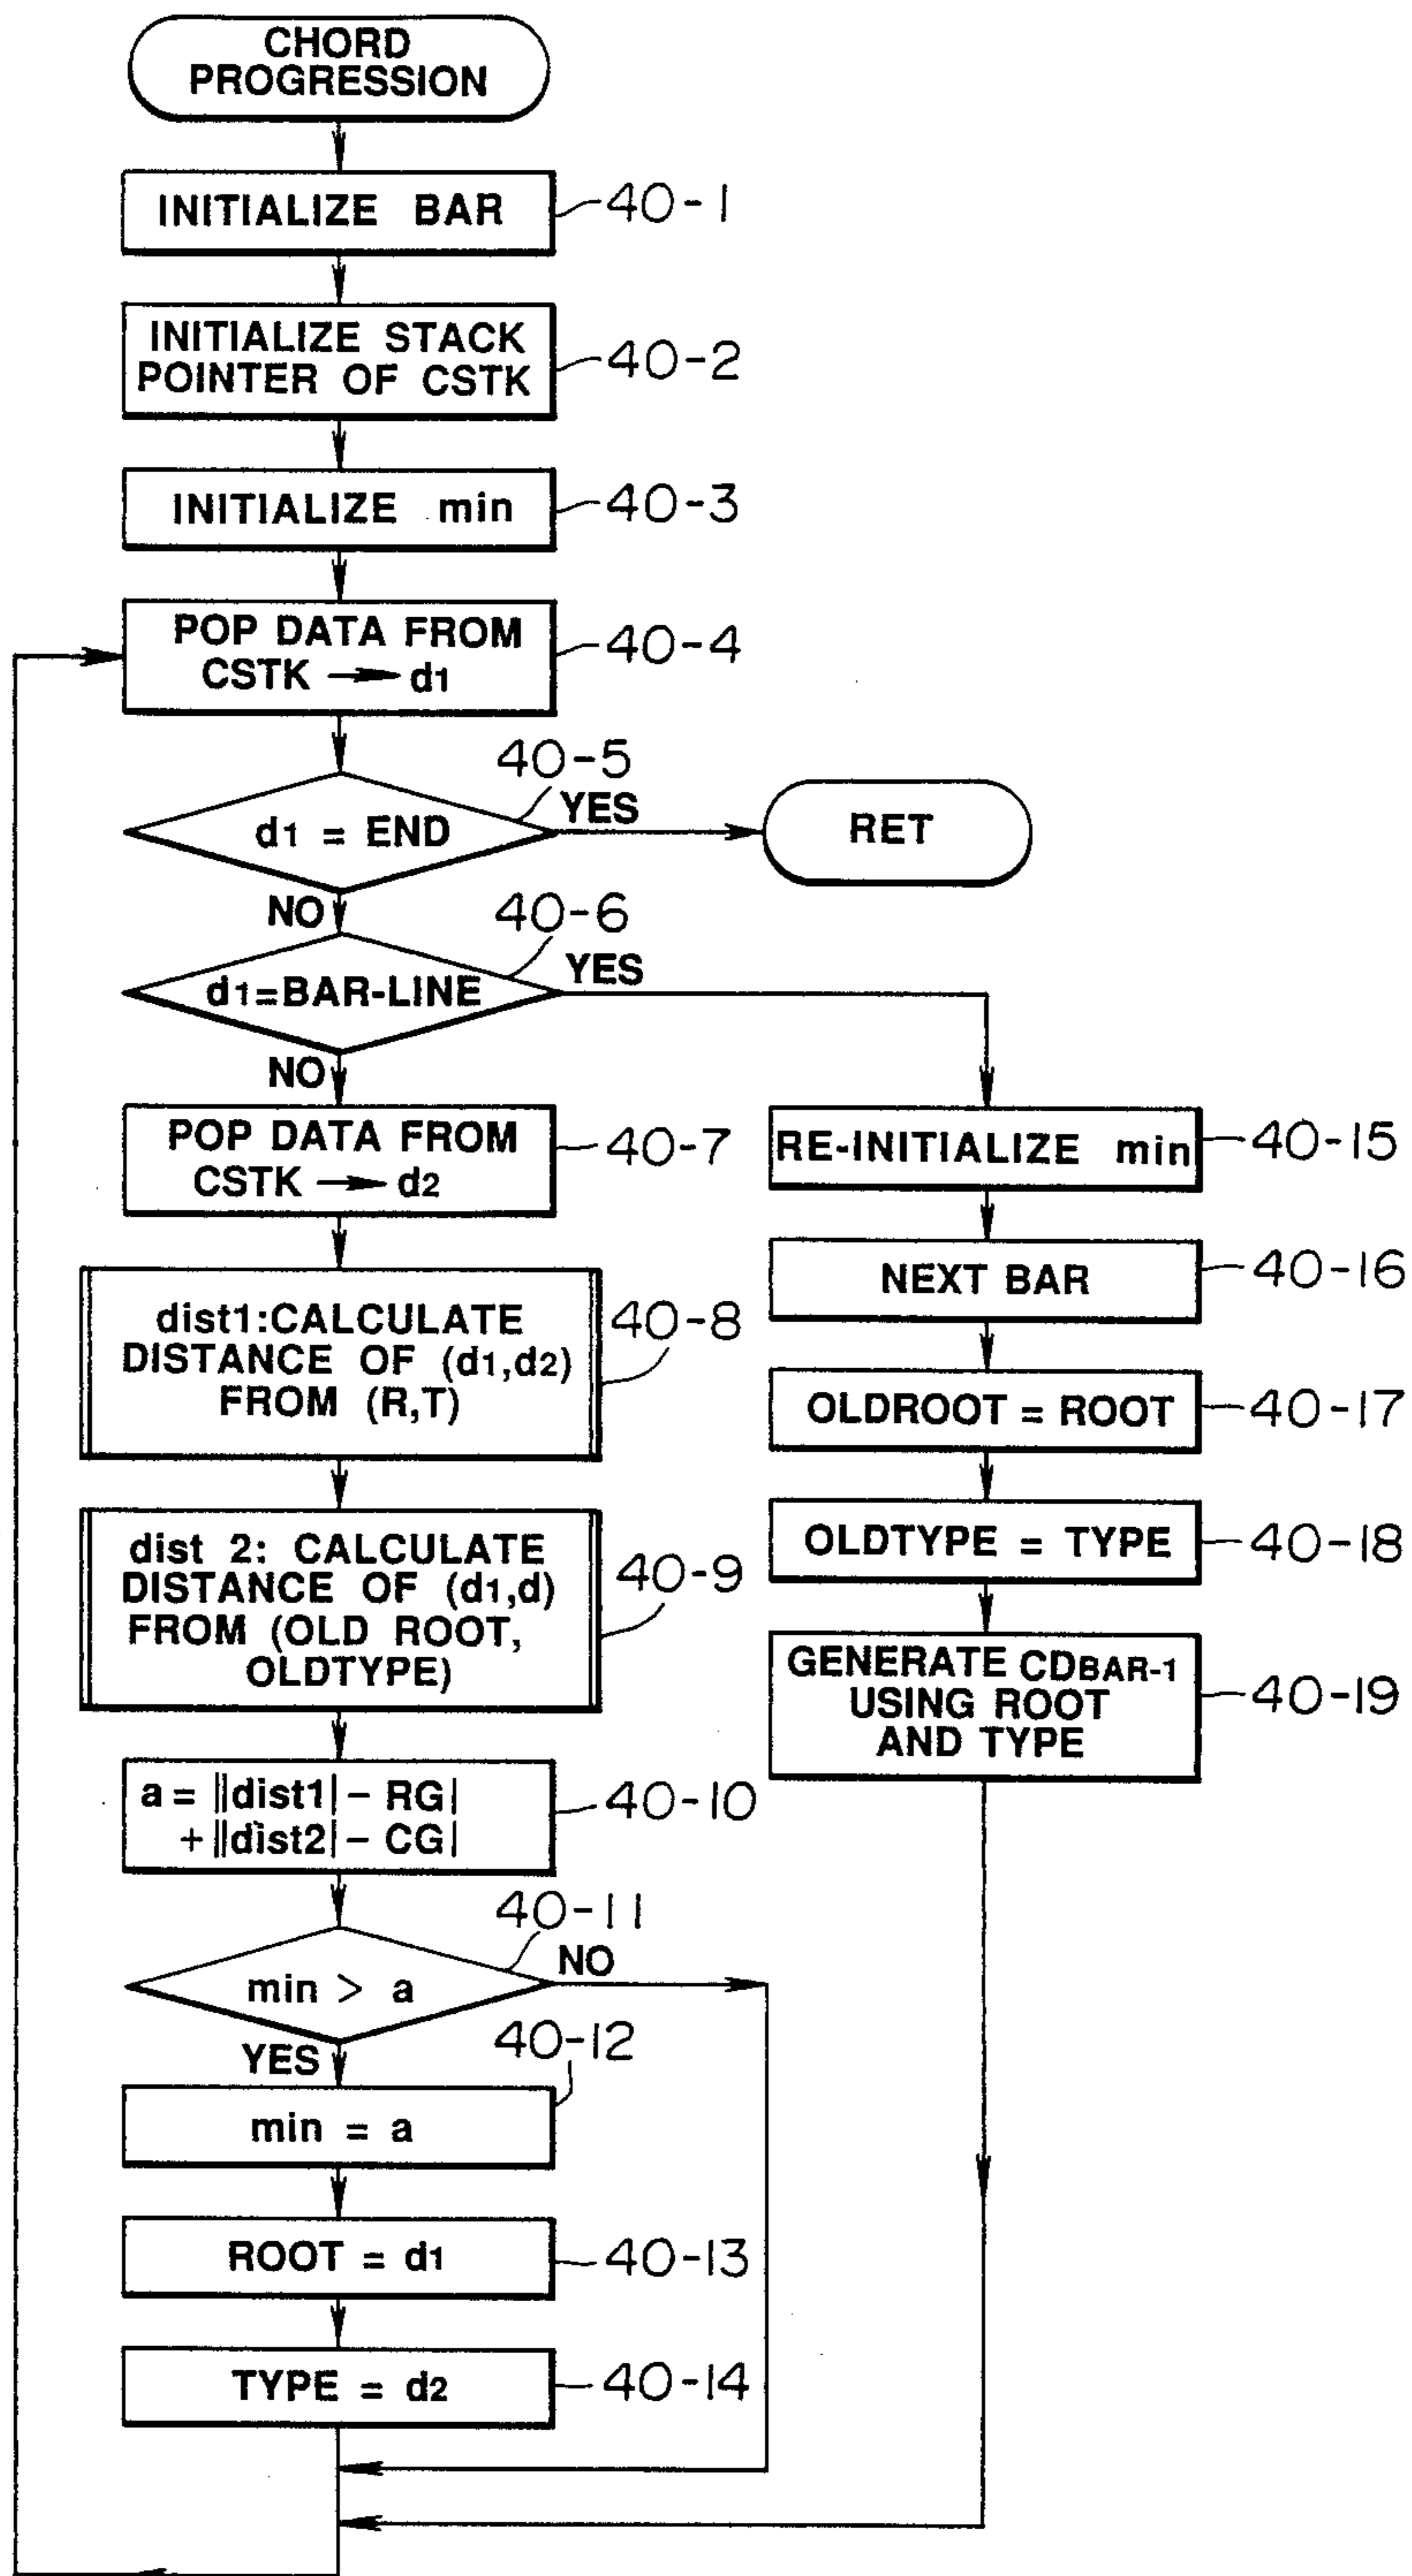 CHORD
PROGRESSION
INITIALIZE BAR
40-1
INITIALIZE STACK
POINTER OF CSTK
40-2
INITIALIZE min
40-3
POP DATA FROM
CSTK → d1
40-4
40-5
d1 = END
YES
RET
NO
40-6
d1=BAR-LINE
YES
NO
POP DATA FROM
CSTK → d2
40-7
dist1:CALCULATE
DISTANCE OF (d1,d2)
FROM (R,T)
40-8
dist 2: CALCULATE
DISTANCE OF (d1,d)
FROM (OLD ROOT,
OLDTYPE)
40-9
a = ||dist1| - RG|
+ ||dist2| - CG|
40-10
40-11
min > a
NO
YES
40-12
min = a
ROOT = d1
40-13
TYPE = d2
40-14
RE-INITIALIZE min
40-15
NEXT BAR
40-16
OLDROOT = ROOT
40-17
OLDTYPE = TYPE
40-18
GENERATE CDBAR-1
USING ROOT
AND TYPE
40-19